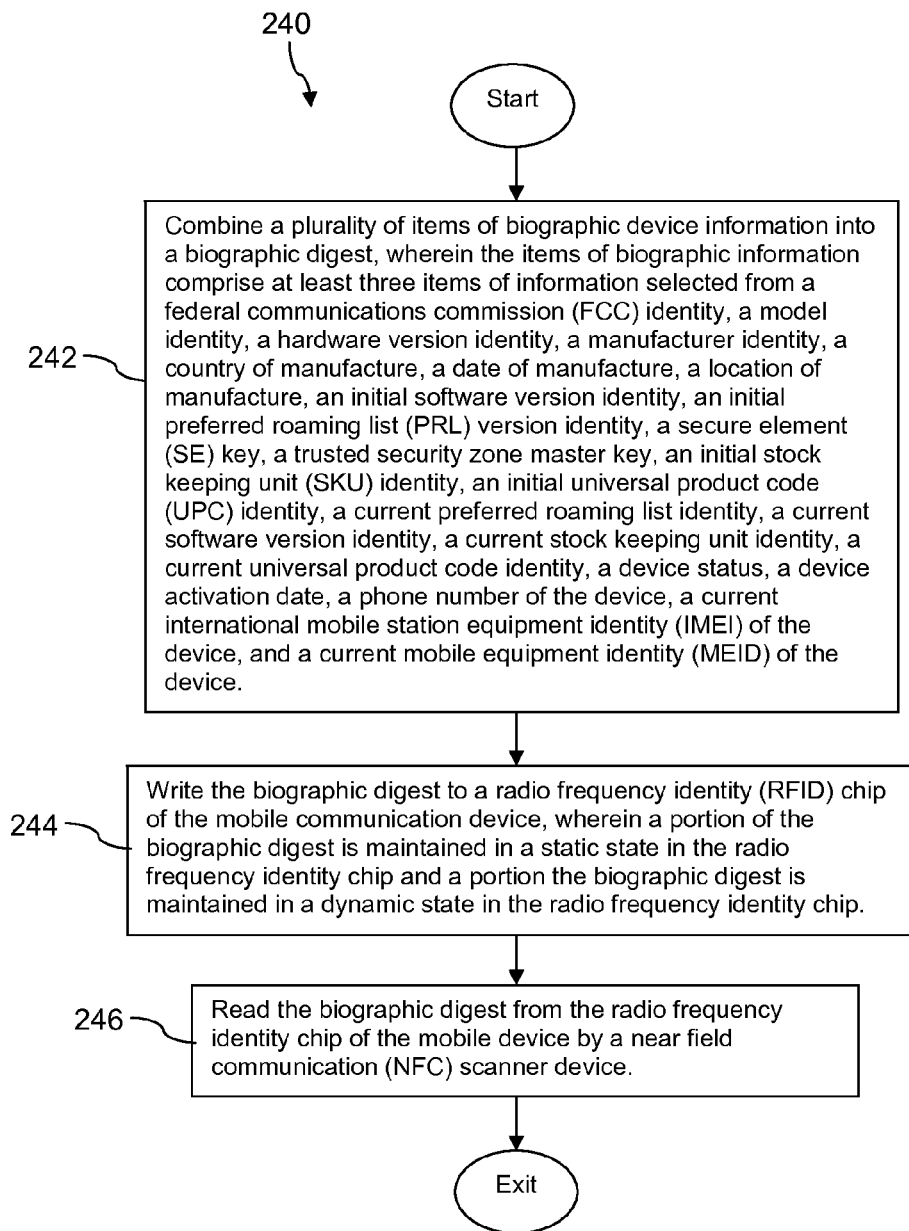 240
Start
242
Combine a plurality of items of biographic device information into
a biographic digest, wherein the items of biographic information
comprise at least three items of information selected from a
federal communications commission (FCC) identity, a model
identity, a hardware version identity, a manufacturer identity, a
country of manufacture, a date of manufacture, a location of
manufacture, an initial software version identity, an initial
preferred roaming list (PRL) version identity, a secure element
(SE) key, a trusted security zone master key, an initial stock
keeping unit (SKU) identity, an initial universal product code
(UPC) identity, a current preferred roaming list identity, a current
software version identity, a current stock keeping unit identity, a
current universal product code identity, a device status, a device
activation date, a phone number of the device, a current
international mobile station equipment identity (IMEI) of the
device, and a current mobile equipment identity (MEID) of the
device.
244
Write the biographic digest to a radio frequency identity (RFID) chip
of the mobile communication device, wherein a portion of the
biographic digest is maintained in a static state in the radio
frequency identity chip and a portion the biographic digest is
maintained in a dynamic state in the radio frequency identity chip.
246
Read the biographic digest from the radio frequency
identity chip of the mobile device by a near field
communication (NFC) scanner device.
Exit